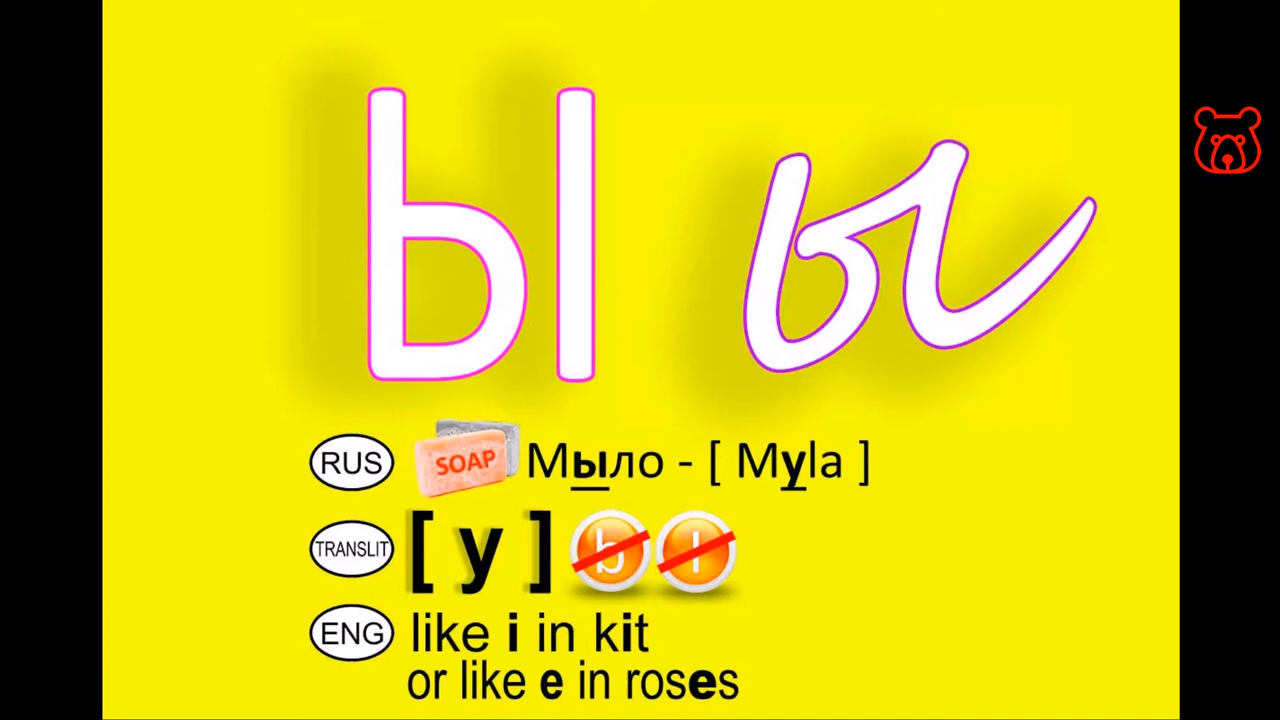 ы ы
RUS SOAP Мыло - [ Myla ]
TRANSLIT [ y ] b l
ENG like i in kit
or like e in roses